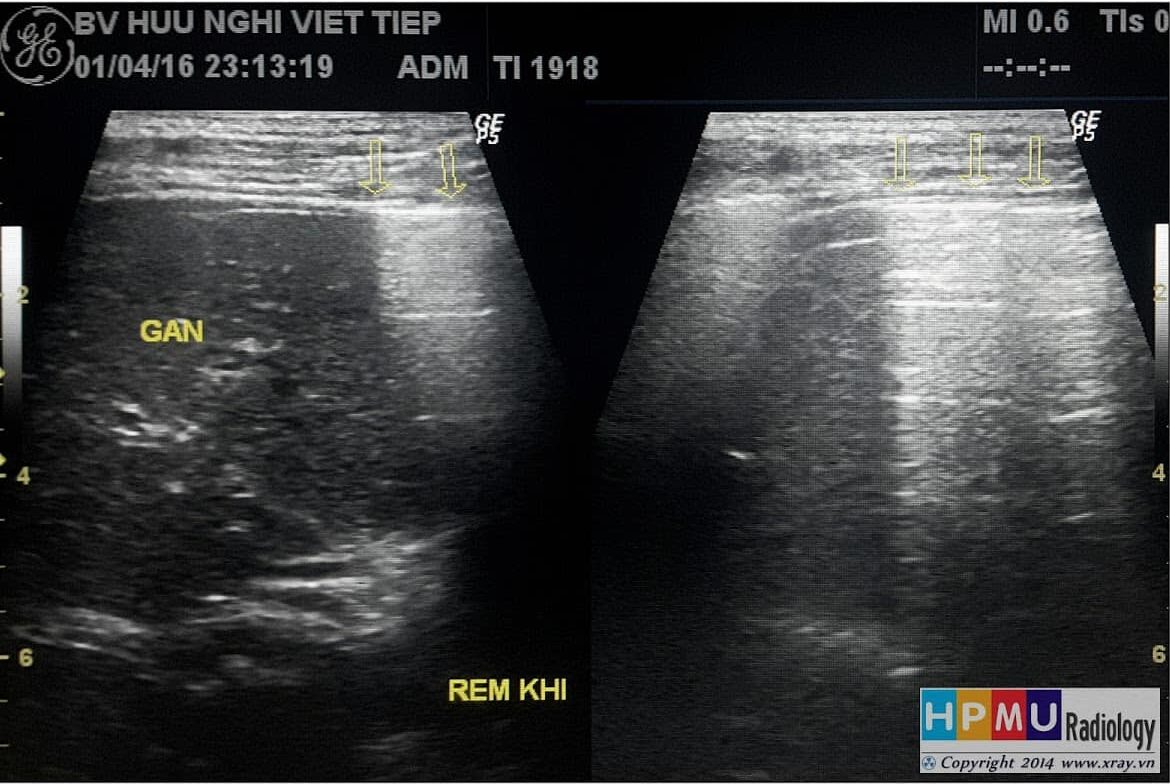 BV HUU NGHI VIET TIEP
MI 0.6 TIs 0
01/04/16 23:13:19 ADM TI 1918
--:--:--
GE
P5
GE
P5
2
2
GAN
4
4
6
6
REM KHI
HPMU Radiology
Copyright 2014 www.xray.vn